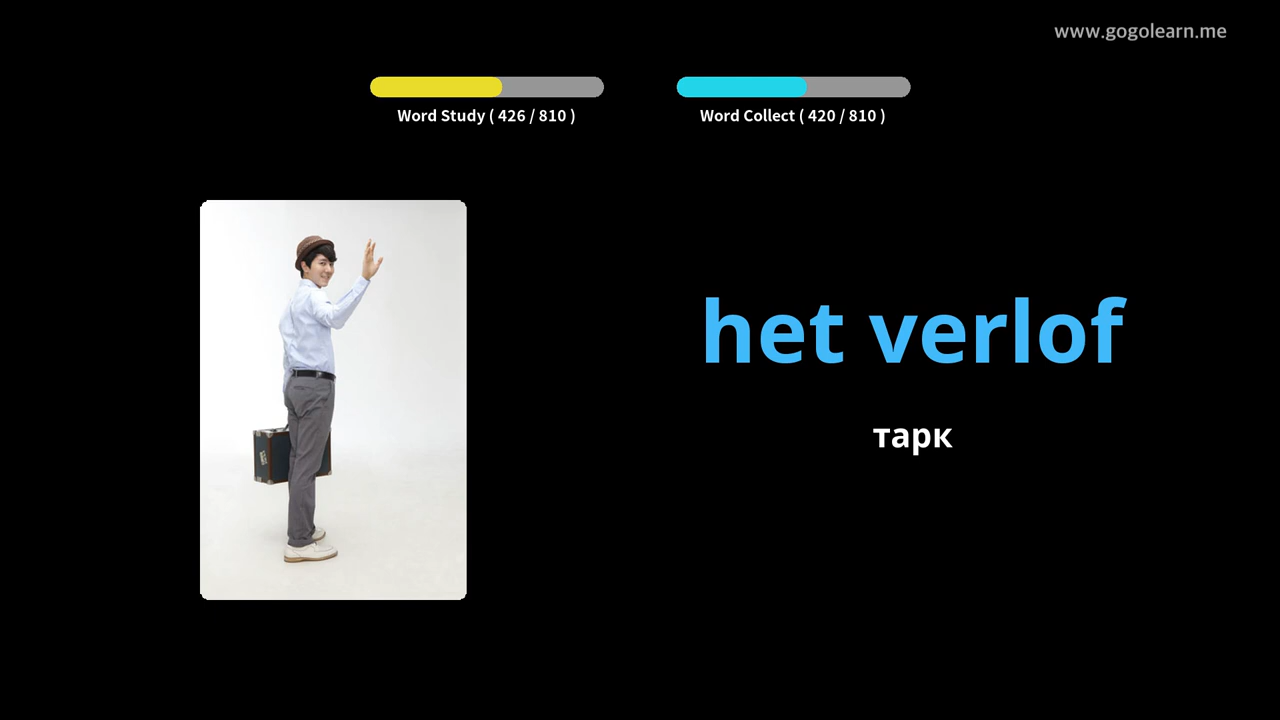 www.gogolearn.me
Word Study ( 426 / 810 )
Word Collect ( 420 / 810 )
het verlof
тарк